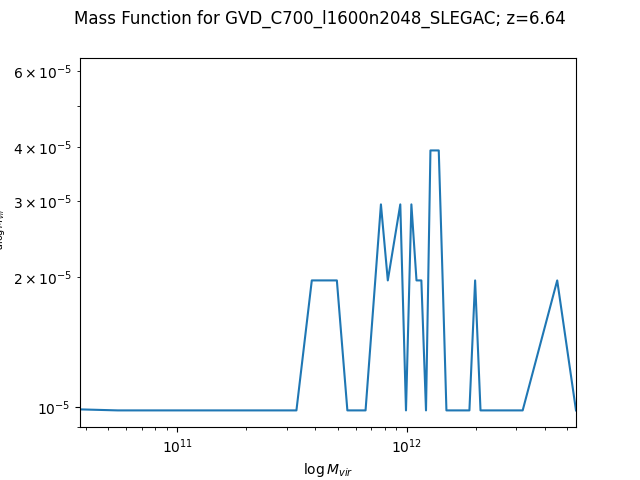 Mass Function for GVD_C700_l1600n2048_SLEGAC; z=6.64
6 × 10⁻⁵
4 × 10⁻⁵
3 × 10⁻⁵
2 × 10⁻⁵
10⁻⁵
10¹¹ 10¹²
log M_vir